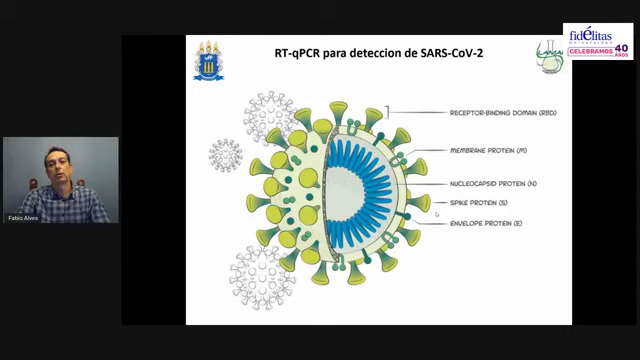 fidélitas
UNIVERSIDAD
CELEBRAMOS 40 AÑOS
RT-qPCR para deteccion de SARS-CoV-2
RECEPTOR-BINDING DOMAIN (RBD)
MEMBRANE PROTEIN (M)
NUCLEOCAPSID PROTEIN (N)
SPIKE PROTEIN (S)
ENVELOPE PROTEIN (E)
Fabio Alves